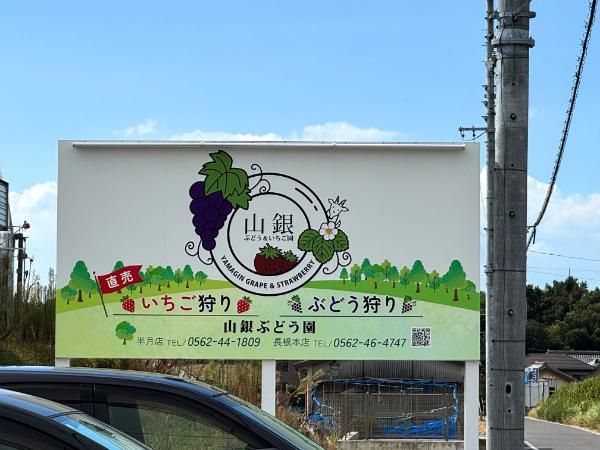 山銀
ぶどう&いちご園
YAMAGIN GRAPE & STRAWBERRY
直売
いちご狩り
ぶどう狩り
山銀ぶどう園
半月店 TEL/0562-44-1809 長根本店/0562-46-4747